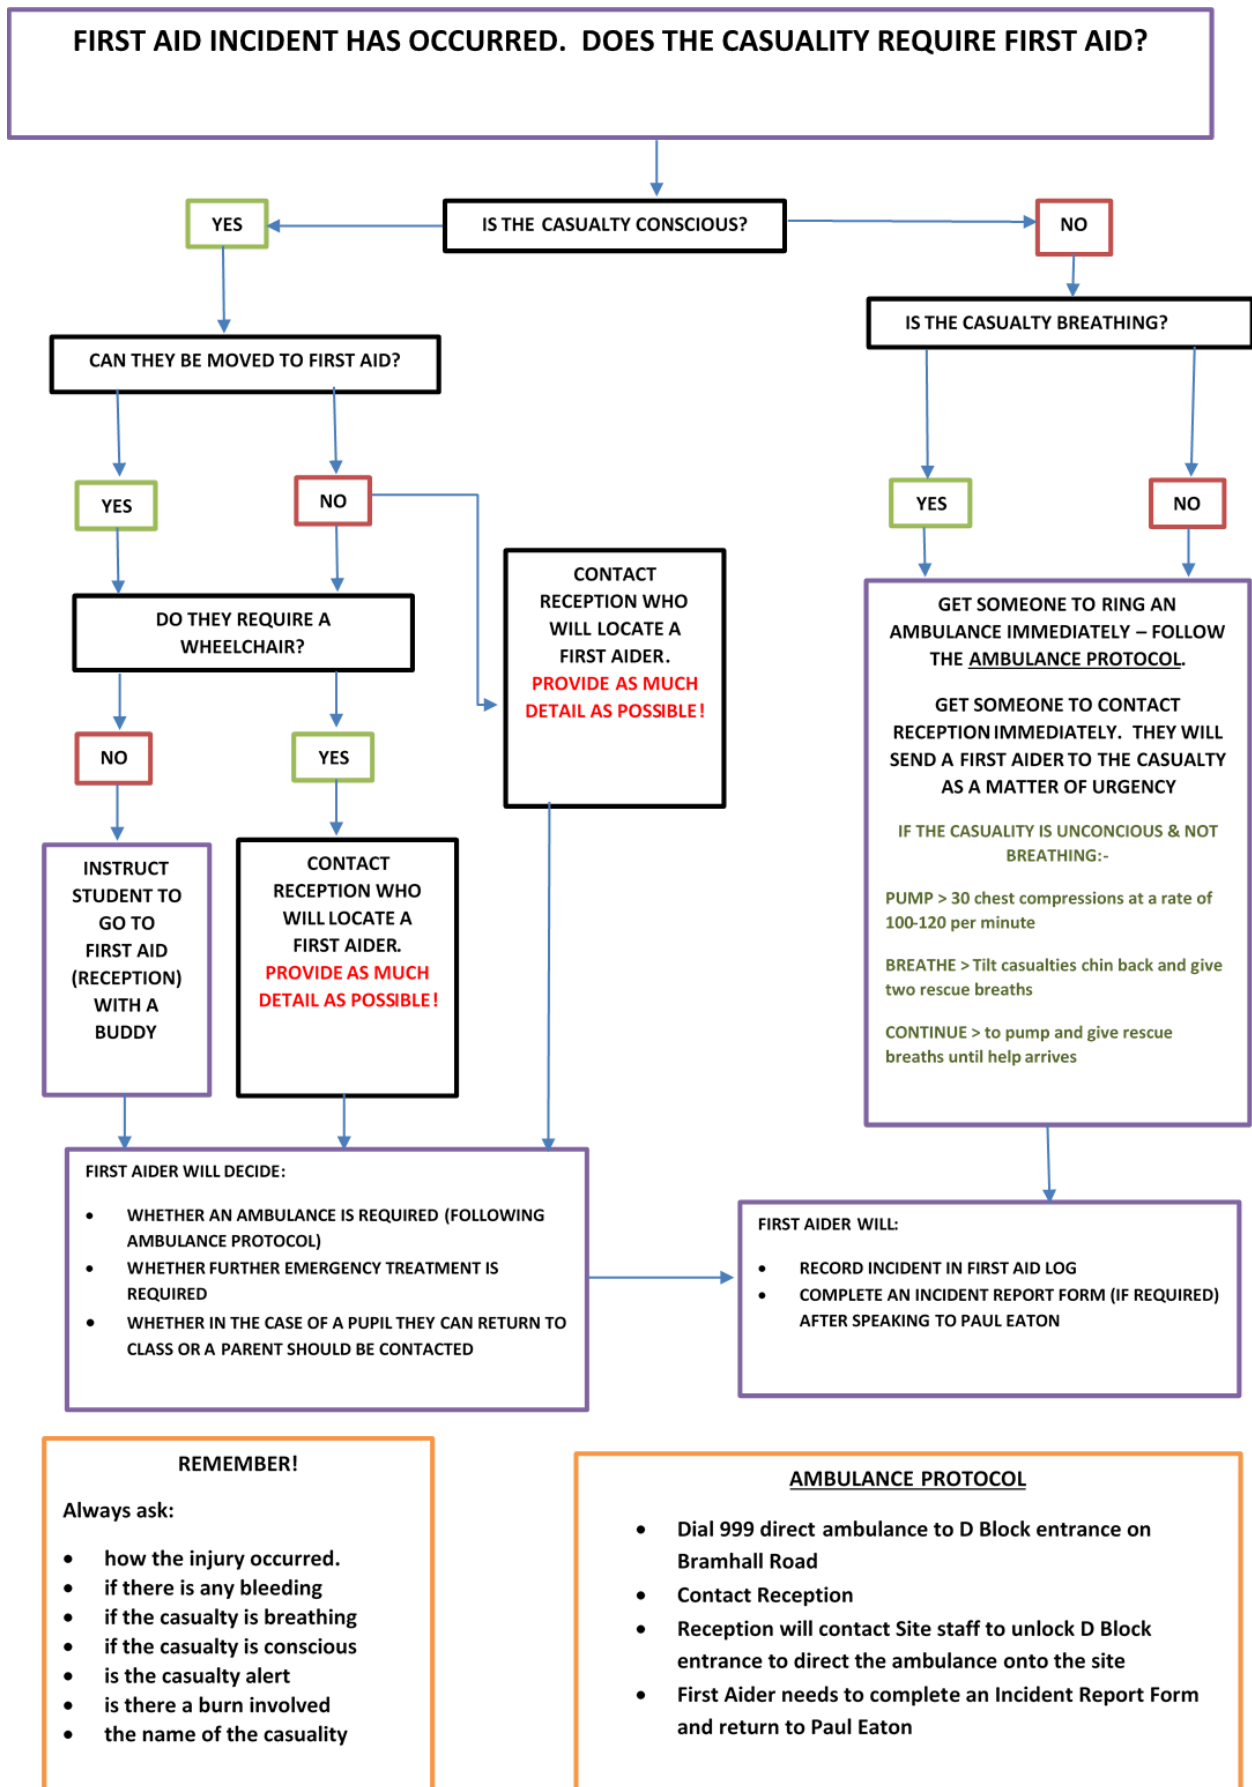 FIRST AID INCIDENT HAS OCCURRED.  DOES THE CASUALITY REQUIRE FIRST AID?
YES
IS THE CASUALTY CONSCIOUS?
NO
CAN THEY BE MOVED TO FIRST AID?
IS THE CASUALTY BREATHING?
YES
NO
YES
NO
DO THEY REQUIRE A
WHEELCHAIR?
CONTACT
RECEPTION WHO
WILL LOCATE A
FIRST AIDER.
PROVIDE AS MUCH
DETAIL AS POSSIBLE!
NO
YES
INSTRUCT
STUDENT TO
GO TO
FIRST AID
(RECEPTION)
WITH A
BUDDY
CONTACT
RECEPTION WHO
WILL LOCATE A
FIRST AIDER.
PROVIDE AS MUCH
DETAIL AS POSSIBLE!
GET SOMEONE TO RING AN
AMBULANCE IMMEDIATELY – FOLLOW
THE AMBULANCE PROTOCOL.
GET SOMEONE TO CONTACT
RECEPTION IMMEDIATELY.  THEY WILL
SEND A FIRST AIDER TO THE CASUALTY
AS A MATTER OF URGENCY
IF THE CASUALITY IS UNCONCIOUS & NOT
BREATHING:-
PUMP > 30 chest compressions at a rate of
100-120 per minute
BREATHE > Tilt casualties chin back and give
two rescue breaths
CONTINUE > to pump and give rescue
breaths until help arrives
FIRST AIDER WILL DECIDE:
• WHETHER AN AMBULANCE IS REQUIRED (FOLLOWING
AMBULANCE PROTOCOL)
• WHETHER FURTHER EMERGENCY TREATMENT IS
REQUIRED
• WHETHER IN THE CASE OF A PUPIL THEY CAN RETURN TO
CLASS OR A PARENT SHOULD BE CONTACTED
FIRST AIDER WILL:
• RECORD INCIDENT IN FIRST AID LOG
• COMPLETE AN INCIDENT REPORT FORM (IF REQUIRED)
AFTER SPEAKING TO PAUL EATON
REMEMBER!
Always ask:
• how the injury occurred.
• if there is any bleeding
• if the casualty is breathing
• if the casualty is conscious
• is the casualty alert
• is there a burn involved
• the name of the casuality
AMBULANCE PROTOCOL
• Dial 999 direct ambulance to D Block entrance on
Bramhall Road
• Contact Reception
• Reception will contact Site staff to unlock D Block
entrance to direct the ambulance onto the site
• First Aider needs to complete an Incident Report Form
and return to Paul Eaton